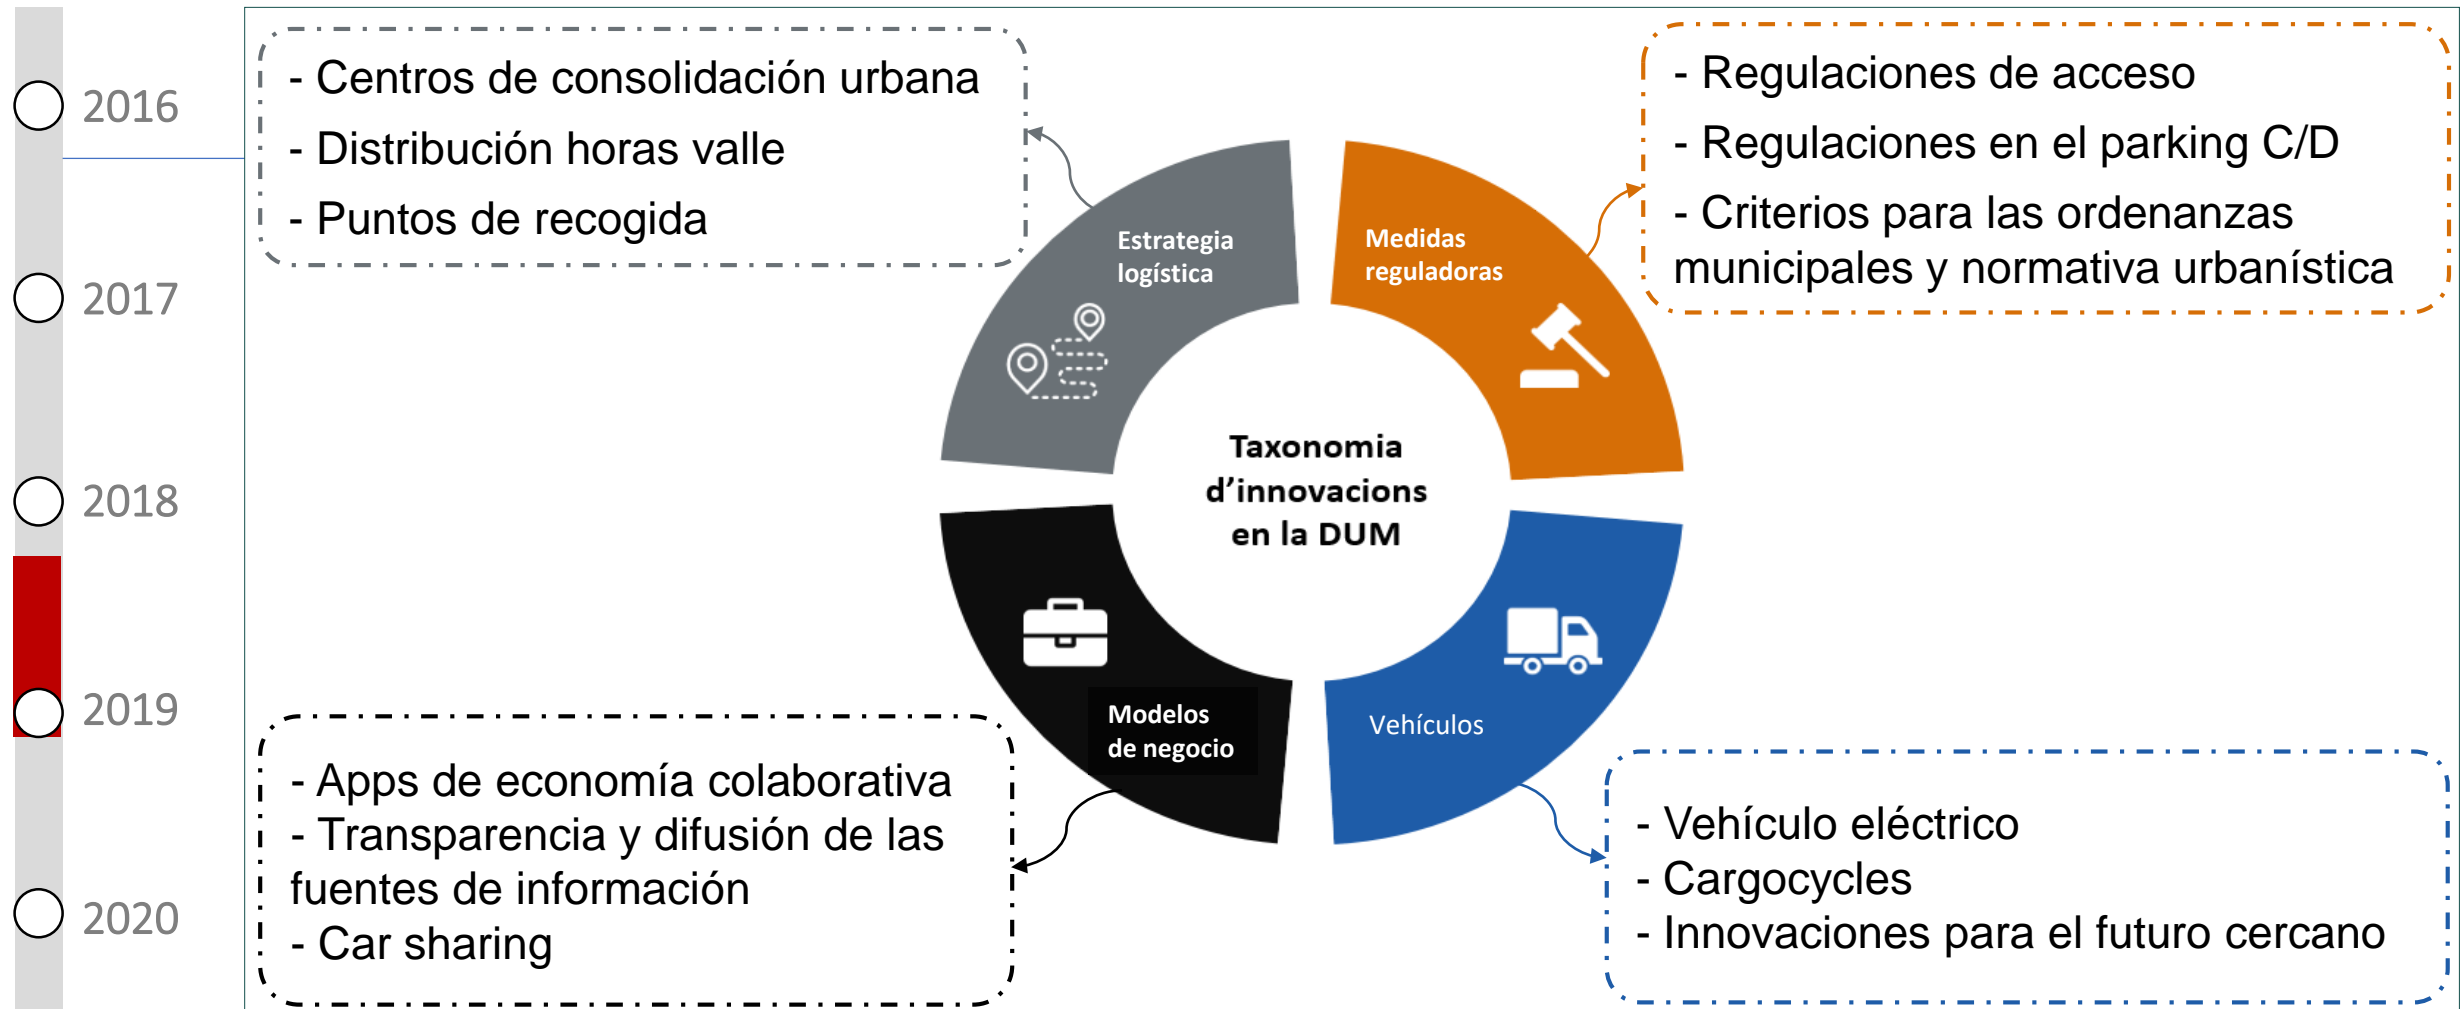 2016
2017
2018
2019
2020
- Centros de consolidación urbana
- Distribución horas valle
- Puntos de recogida
- Regulaciones de acceso
- Regulaciones en el parking C/D
- Criterios para las ordenanzas
municipales y normativa urbanística
Estrategia
logística
Medidas
reguladoras
Taxonomia
d’innovacions
en la DUM
Modelos
de negocio
Vehículos
- Apps de economía colaborativa
- Transparencia y difusión de las
fuentes de información
- Car sharing
- Vehículo eléctrico
- Cargocycles
- Innovaciones para el futuro cercano